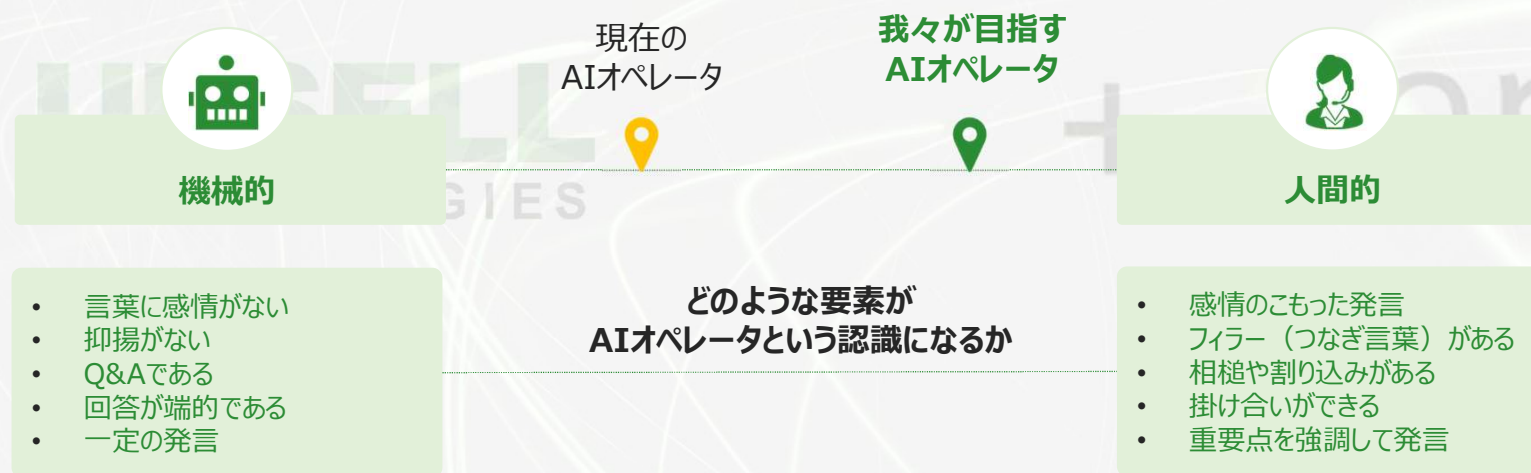 現在の
AIオペレータ
我々が目指す
AIオペレータ
機械的
GIES
人間的
• 言葉に感情がない
• 抑揚がない
• Q&Aである
• 回答が端的である
• 一定の発言
どのような要素が
AIオペレータという認識になるか
• 感情のこもった発言
• フィラー（つなぎ言葉）がある
• 相槌や割り込みがある
• 掛け合いができる
• 重要点を強調して発言